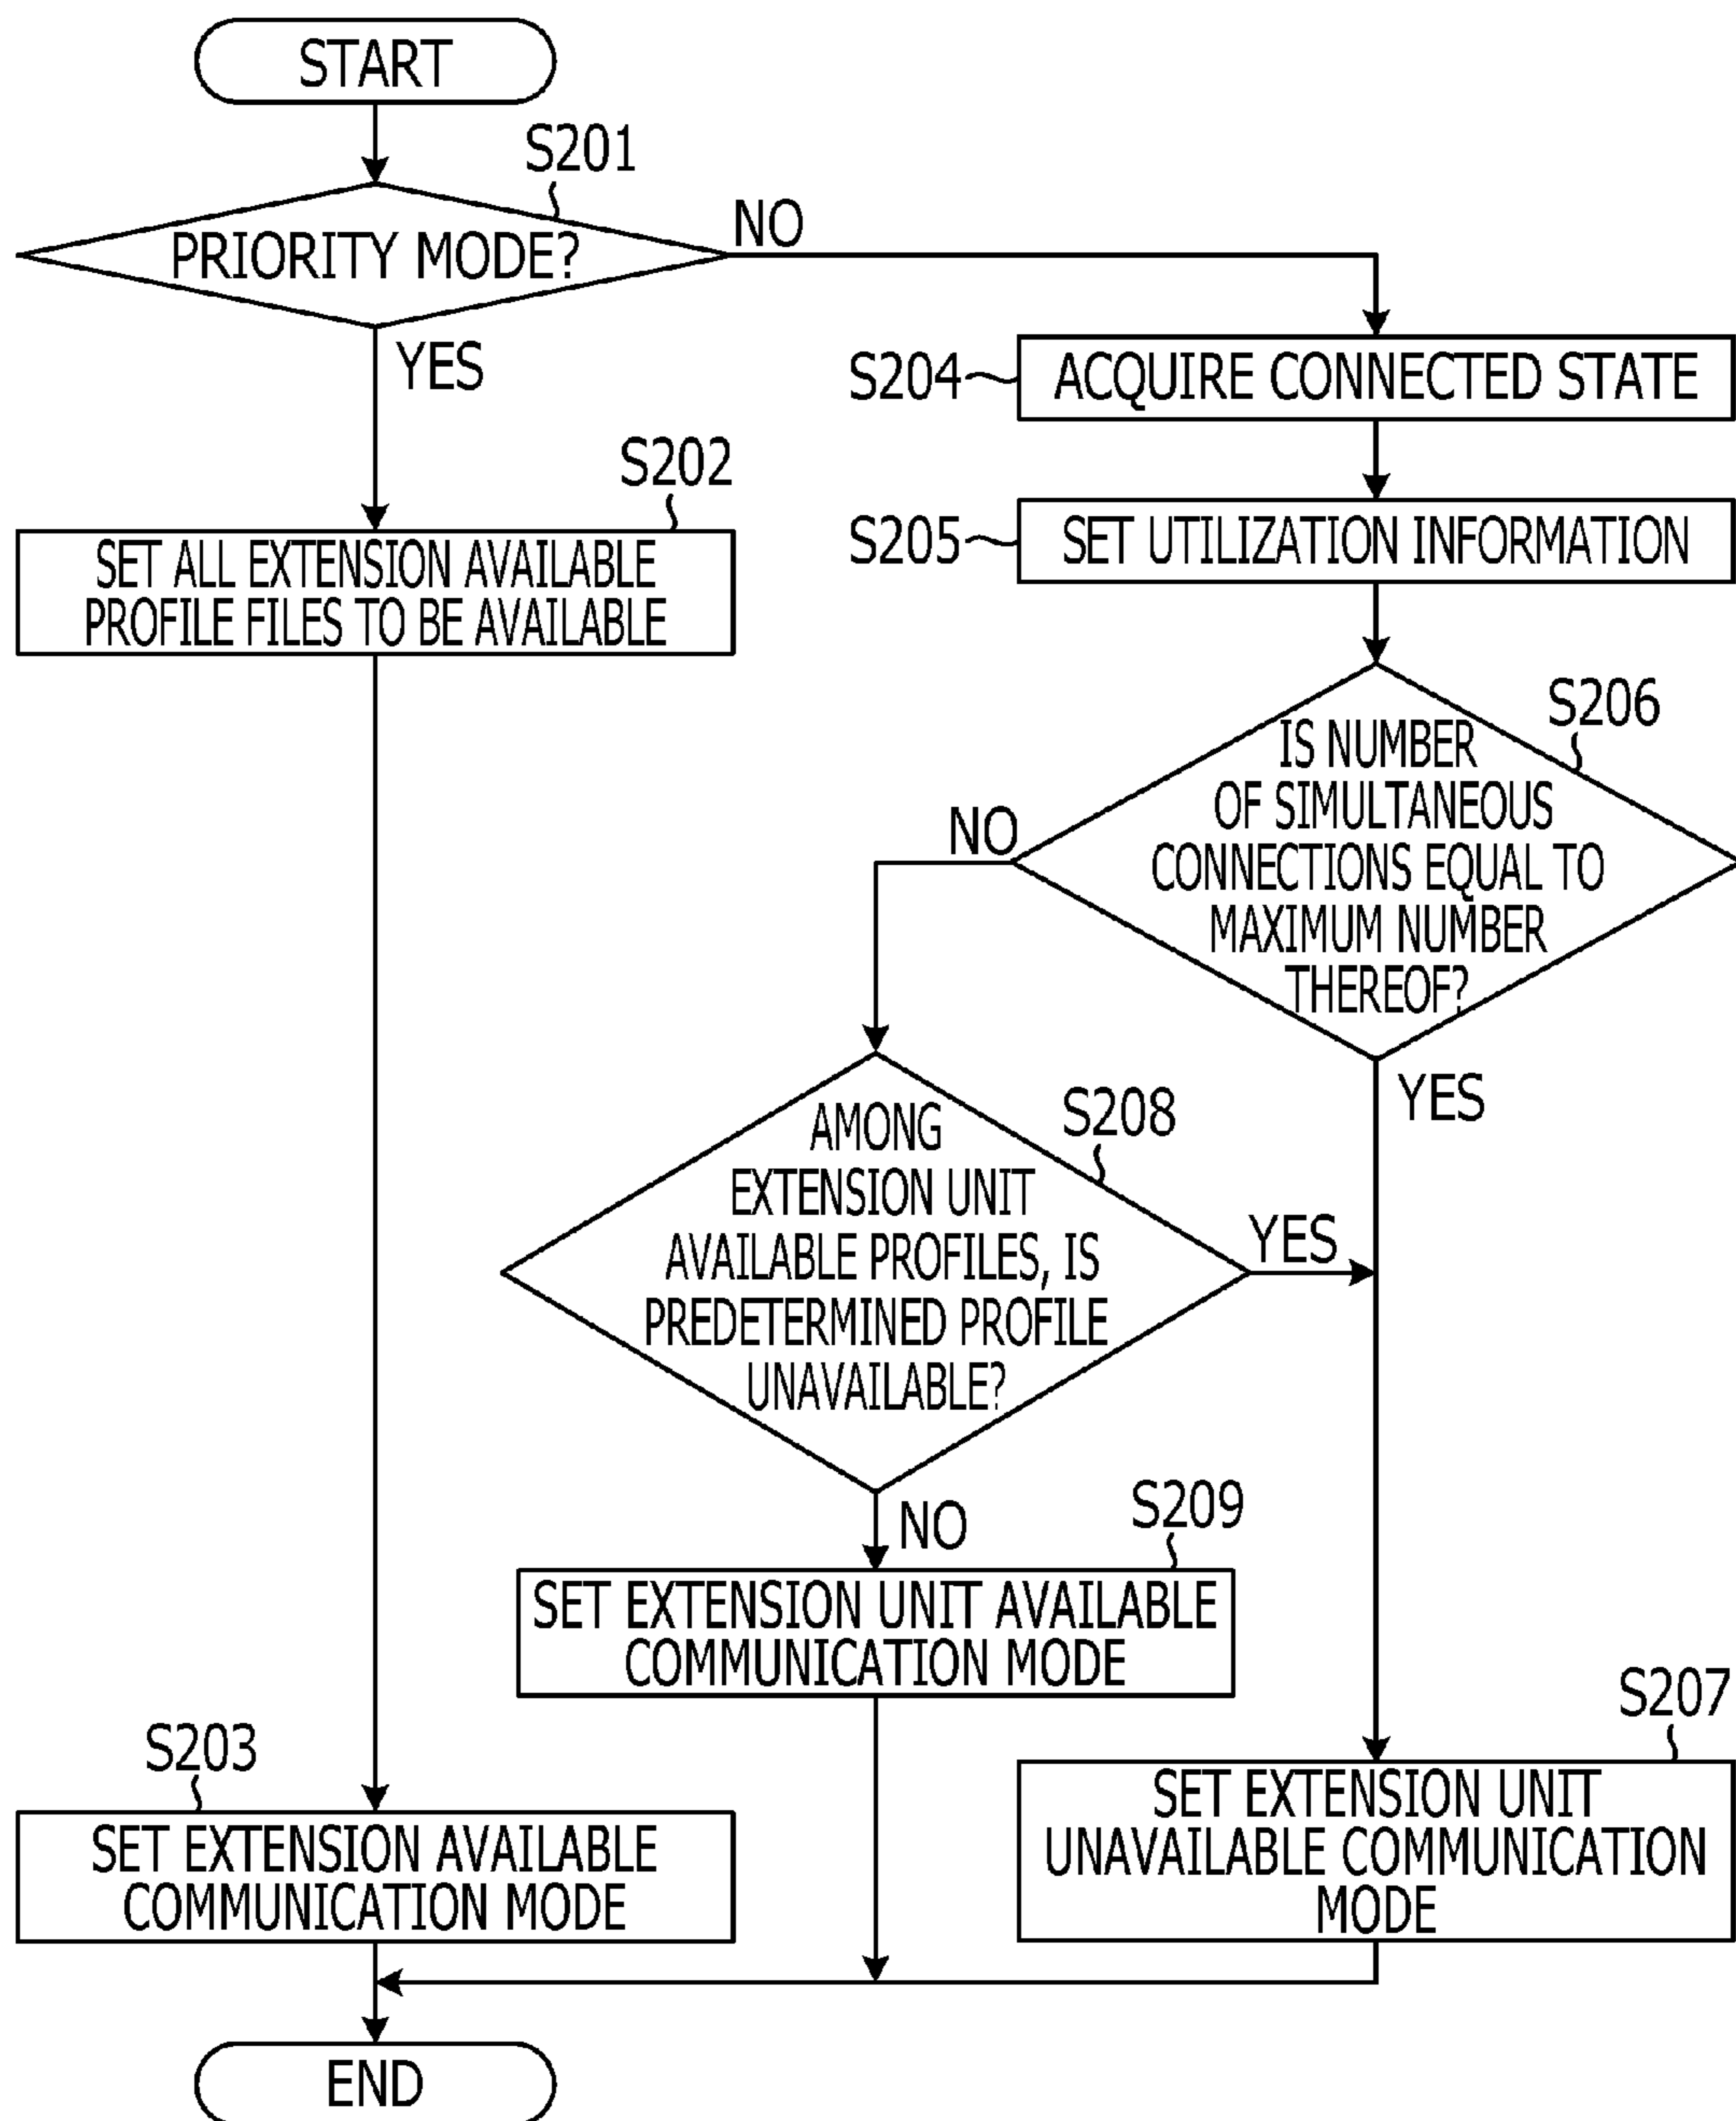 START
S201
PRIORITY MODE?
NO
YES
S204
ACQUIRE CONNECTED STATE
S202
SET ALL EXTENSION AVAILABLE
PROFILE FILES TO BE AVAILABLE
S205
SET UTILIZATION INFORMATION
S206
IS NUMBER
OF SIMULTANEOUS
CONNECTIONS EQUAL TO
MAXIMUM NUMBER
THEREOF?
NO
YES
S208
AMONG
EXTENSION UNIT
AVAILABLE PROFILES, IS
PREDETERMINED PROFILE
UNAVAILABLE?
YES
NO
S209
SET EXTENSION UNIT AVAILABLE
COMMUNICATION MODE
S207
SET EXTENSION UNIT
UNAVAILABLE COMMUNICATION
MODE
S203
SET EXTENSION AVAILABLE
COMMUNICATION MODE
END